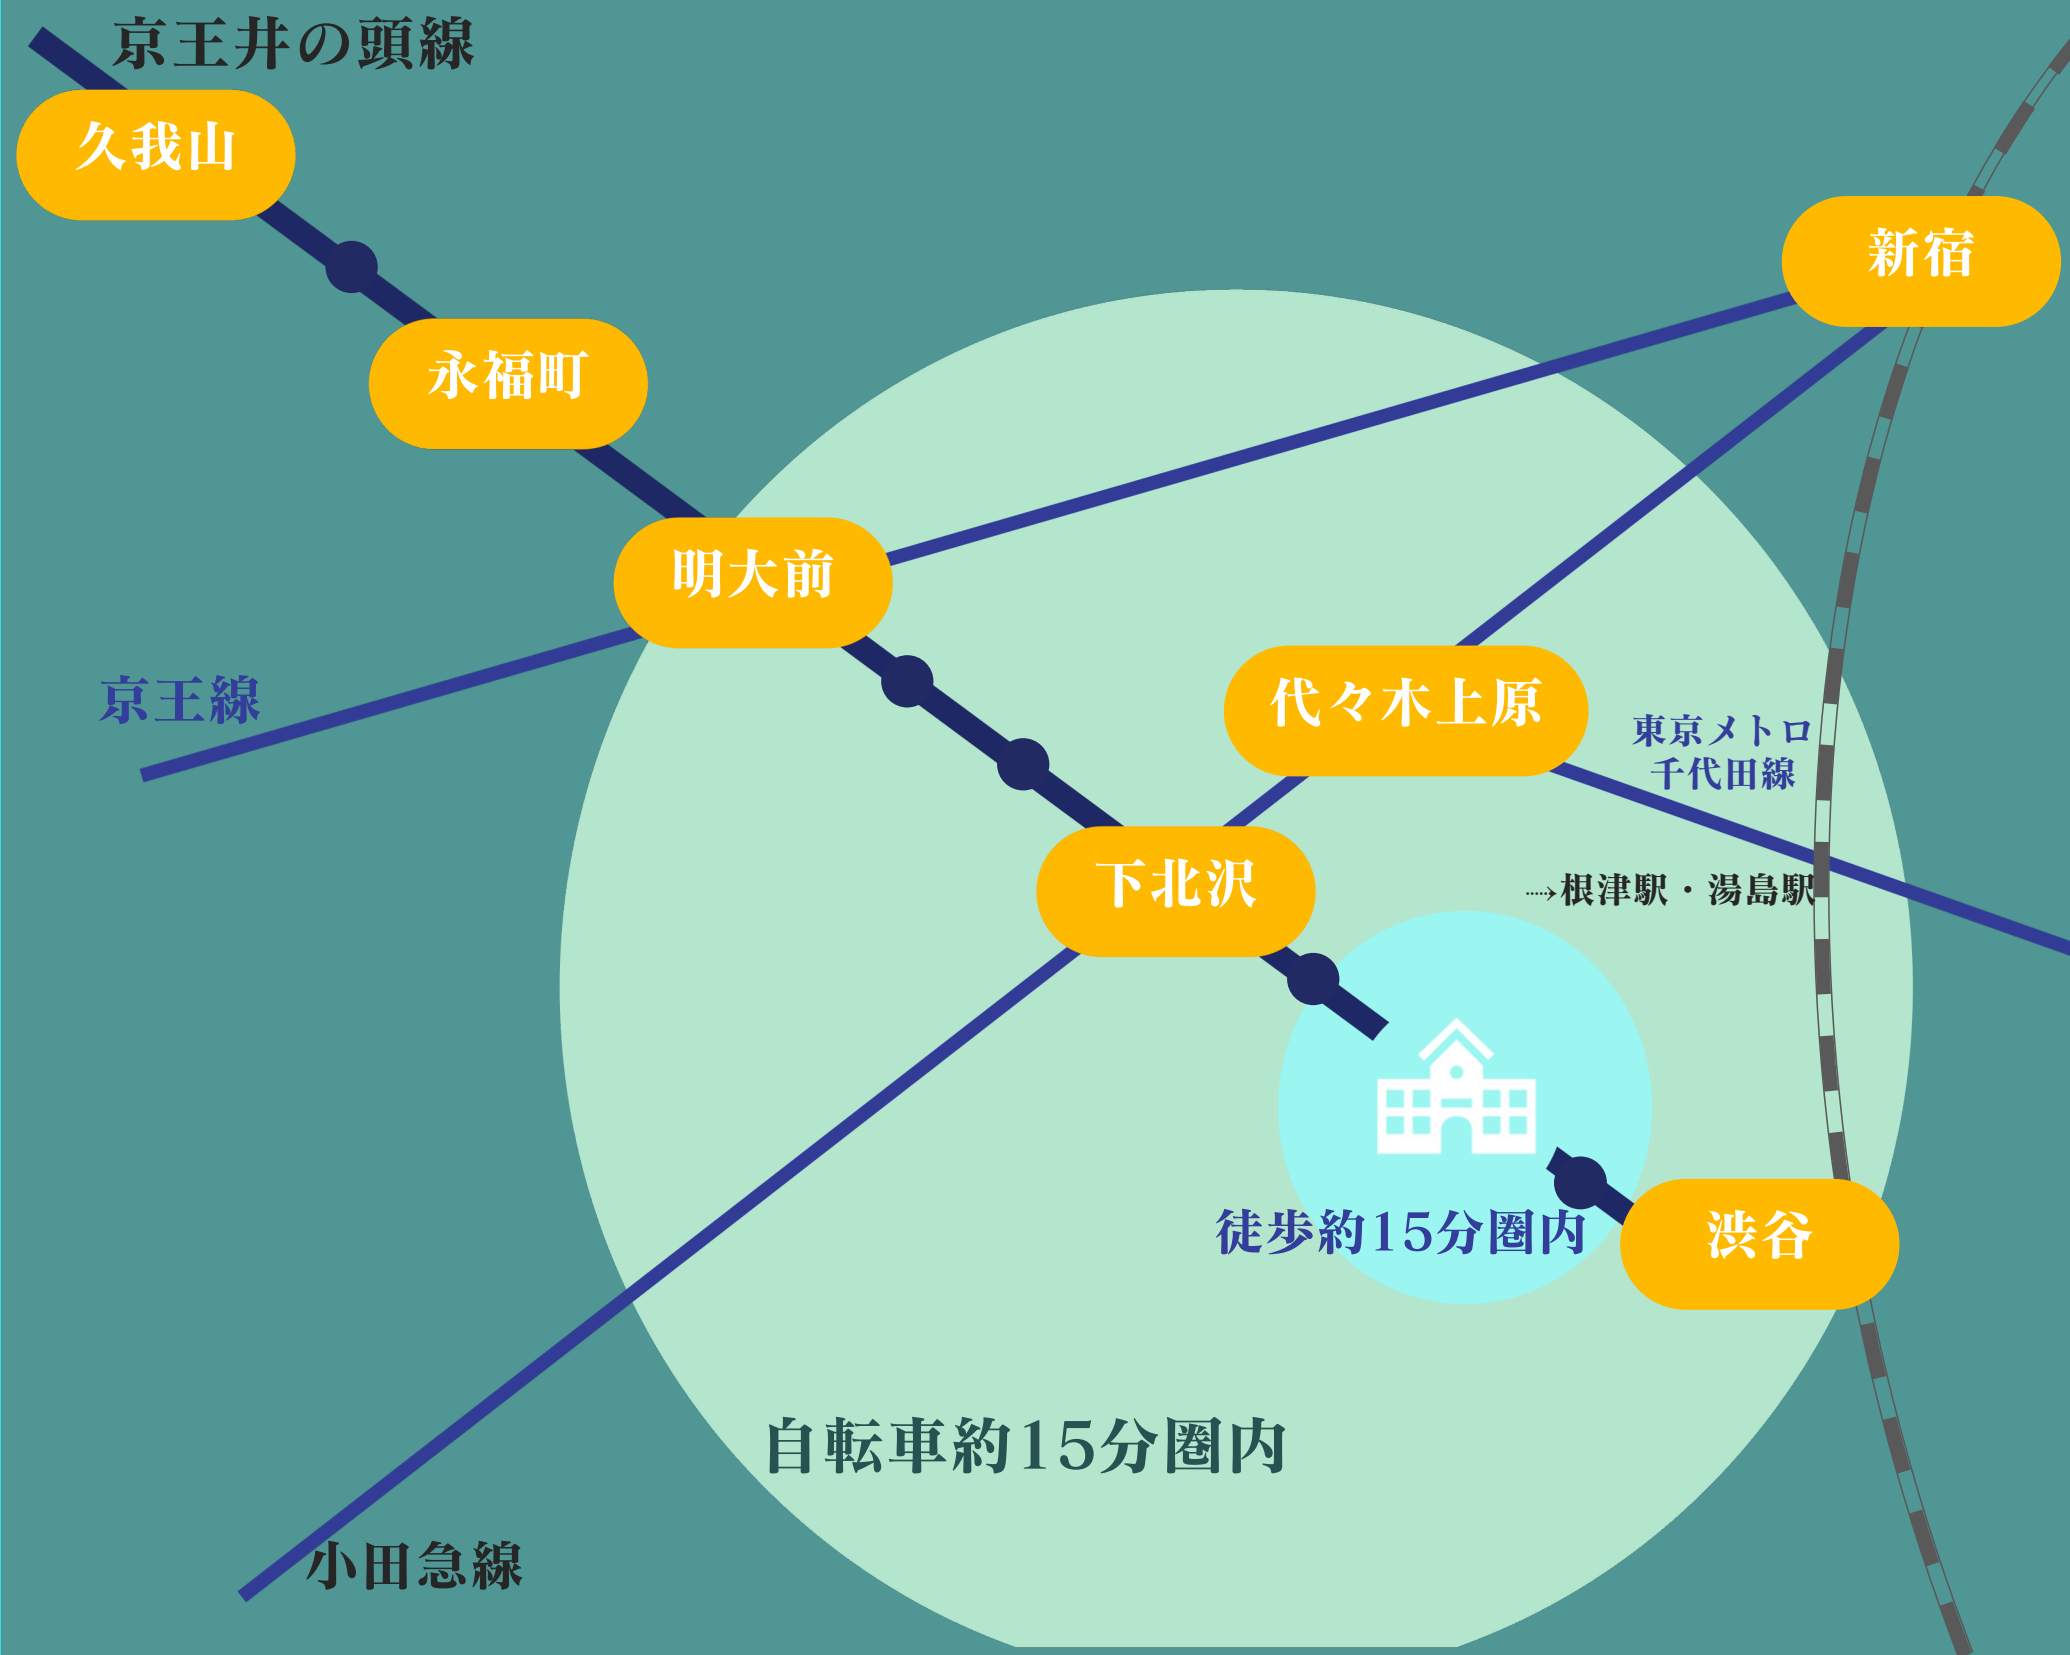 京王井の頭線
久我山
新宿
永福町
明大前
京王線
代々木上原
東京メトロ
千代田線
下北沢
→根津駅・湯島駅
徒歩約15分圏内
渋谷
自転車約15分圏内
小田急線